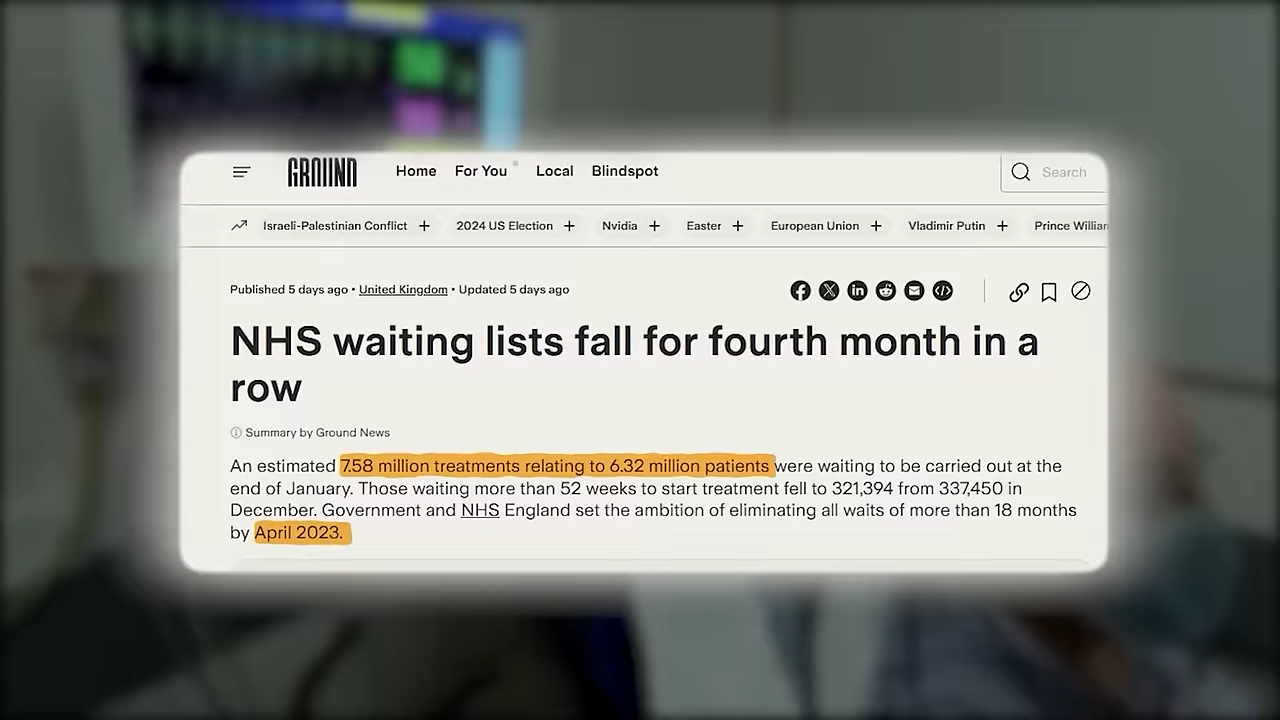 GROUND Home For You Local Blindspot Search
Israeli-Palestinian Conflict + 2024 US Election + Nvidia + Easter + European Union + Vladimir Putin + Prince William
Published 5 days ago • United Kingdom • Updated 5 days ago
NHS waiting lists fall for fourth month in a
row
Summary by Ground News
An estimated 7.58 million treatments relating to 6.32 million patients were waiting to be carried out at the
end of January. Those waiting more than 52 weeks to start treatment fell to 321,394 from 337,450 in
December. Government and NHS England set the ambition of eliminating all waits of more than 18 months
by April 2023.